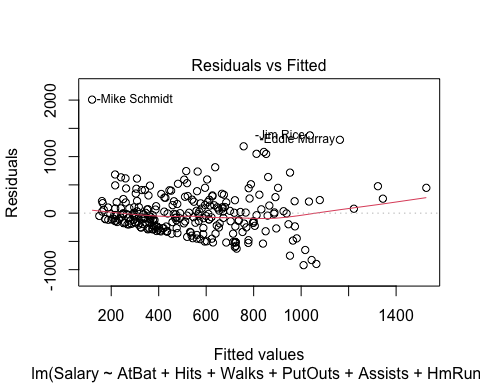 Residuals vs Fitted
2000
1000
0
-1000
Residuals
-Mike Schmidt
-Jim Rice
-Eddie Murray
200
400
600
800
1000
1400
Fitted values
lm(Salary ~ AtBat + Hits + Walks + PutOuts + Assists + HmRun